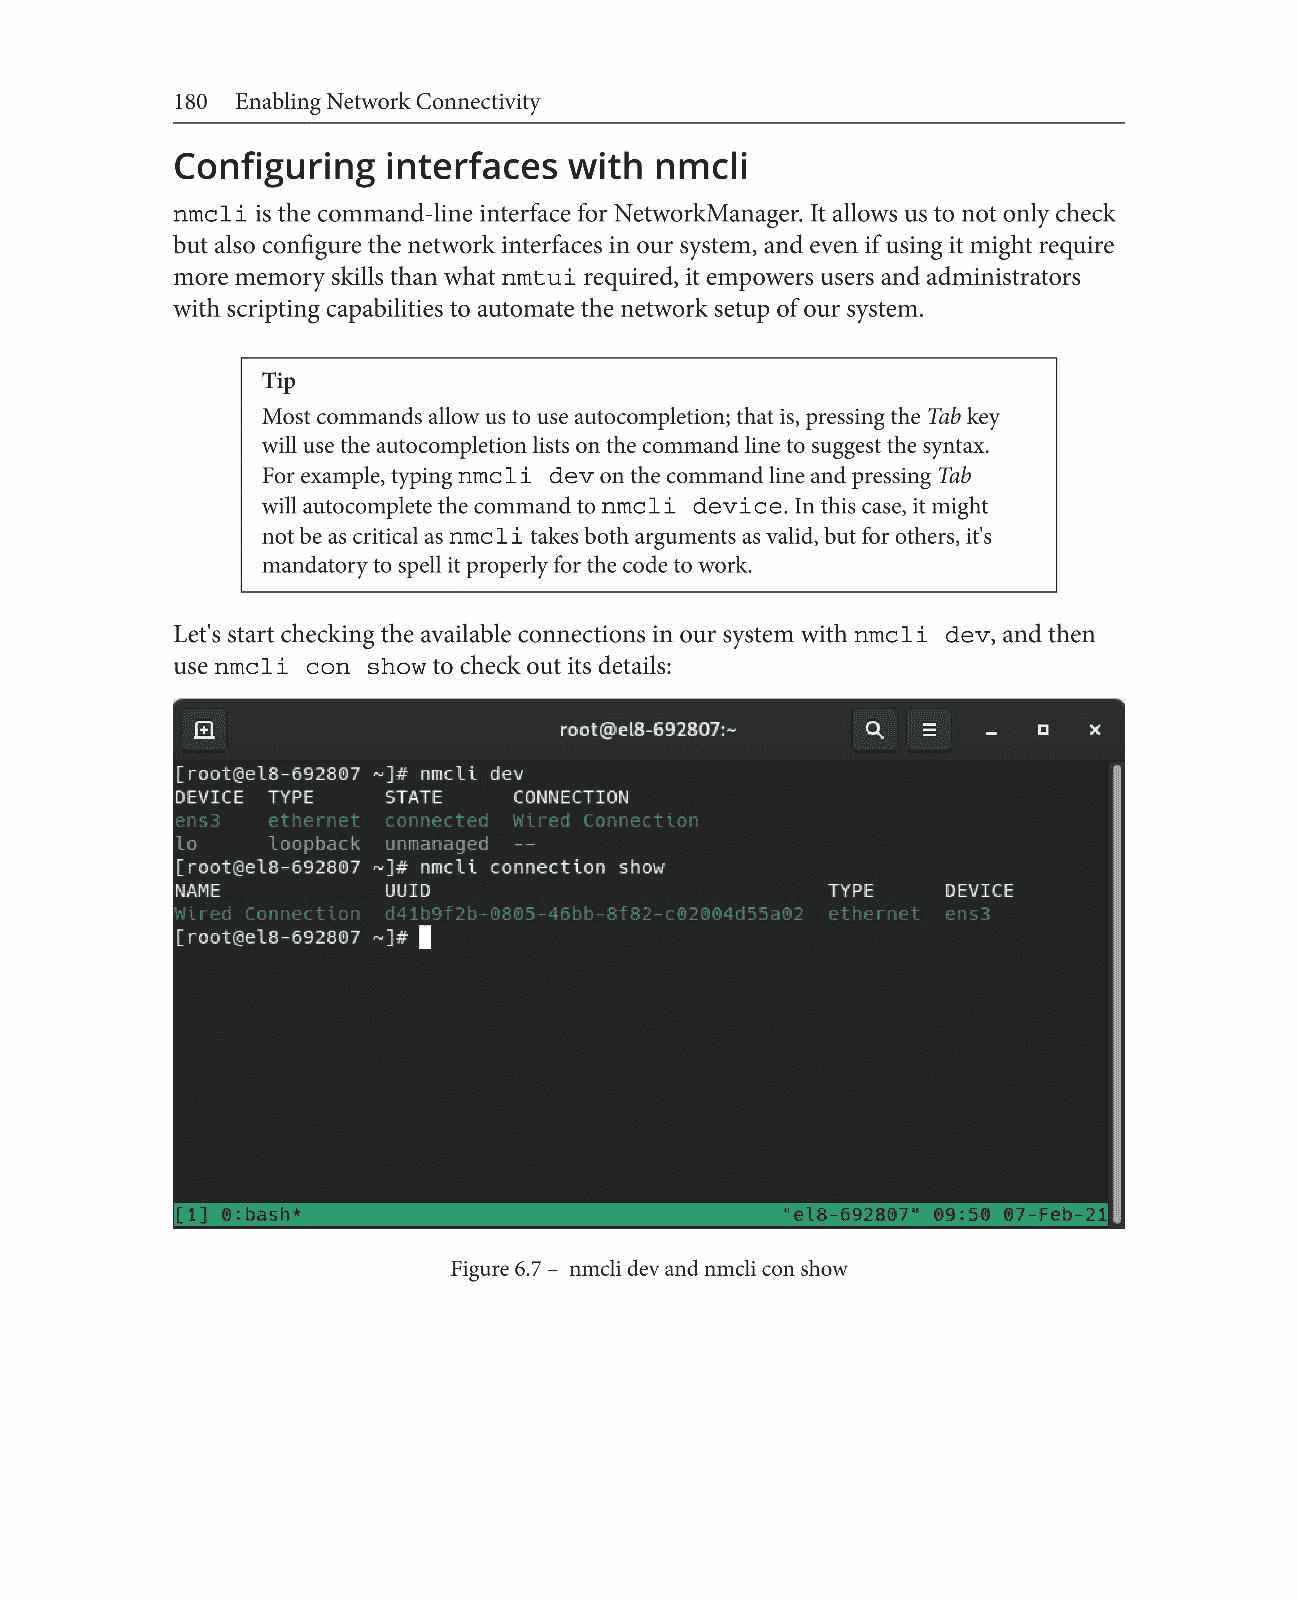 180 Enabling Network Connectivity
Configuring interfaces with nmcli
nmcli is the command-line interface for NetworkManager. It allows us to not only check
but also configure the network interfaces in our system, and even if using it might require
more memory skills than what nmtui required, it empowers users and administrators
with scripting capabilities to automate the network setup of our system.
Tip
Most commands allow us to use autocompletion; that is, pressing the Tab key
will use the autocompletion lists on the command line to suggest the syntax.
For example, typing nmcli dev on the command line and pressing Tab
will autocomplete the command to nmcli device. In this case, it might
not be as critical as nmcli takes both arguments as valid, but for others, it's
mandatory to spell it properly for the code to work.
Let's start checking the available connections in our system with nmcli dev, and then
use nmcli con show to check out its details:
root@el8-692807:~
[root@el8-692807 ~]# nmcli dev
DEVICE TYPE STATE CONNECTION
ens3 ethernet connected Wired Connection
lo loopback unmanaged --
[root@el8-692807 ~]# nmcli connection show
NAME UUID TYPE DEVICE
Wired Connection d41b9f2b-0805-46bb-8f82-c02004d55a02 ethernet ens3
[root@el8-692807 ~]#
[1] 0:bash* "el8-692807" 09:50 07-Feb-21
Figure 6.7 – nmcli dev and nmcli con show